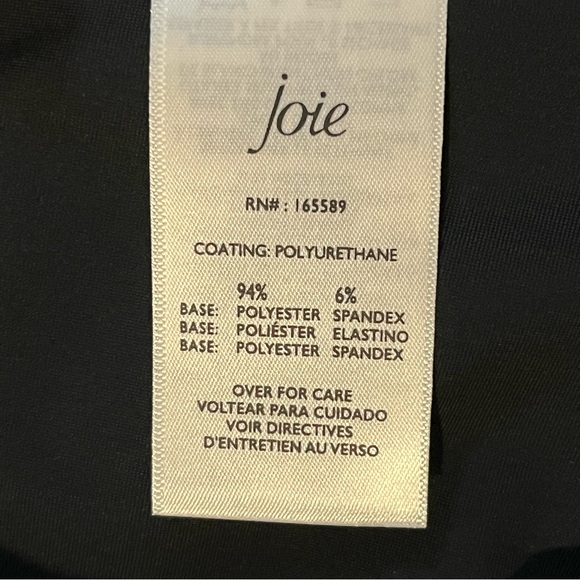 joie
RN# : 165589
COATING: POLYURETHANE
94% 6%
BASE: POLYESTER SPANDEX
BASE: POLIÉSTER ELASTINO
BASE: POLYESTER SPANDEX
OVER FOR CARE
VOLTEAR PARA CUIDADO
VOIR DIRECTIVES
D'ENTRETIEN AU VERSO